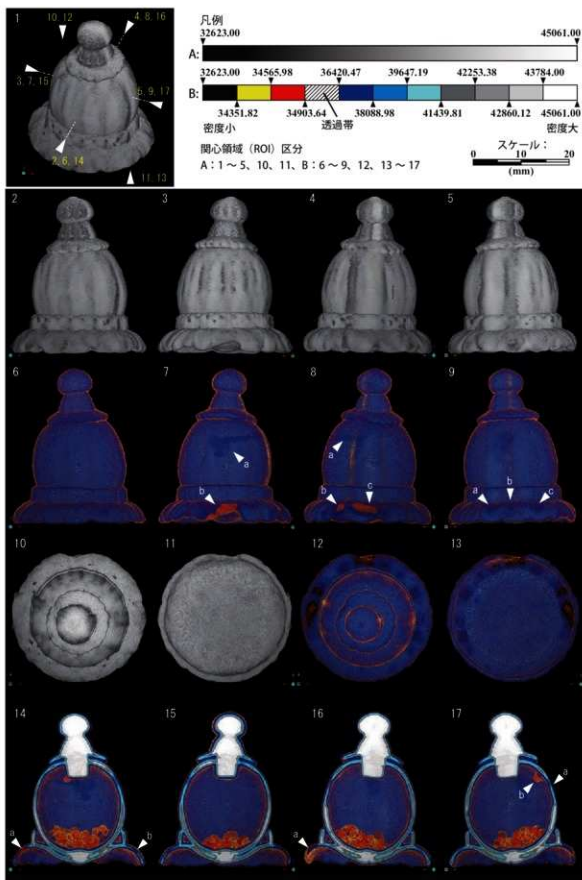 1
10, 12
4, 8, 16
3, 7, 15
5, 9, 17
2, 6, 14
11, 13
凡例
32623.00
45061.00
A:
32623.00
34565.98
36420.47
39647.19
42253.38
43784.00
B:
34351.82
34903.64
38088.98
41439.81
42860.12
45061.00
密度小
透過帯
密度大
関心領域（ROI）区分
A：1～5、10、11、B：6～9、12、13～17
スケール：
0 10 20
(mm)
2 3 4 5
6 7 8 9
a
b
a
b
c
a
b
c
10 11 12 13
14 15 16 17
a
b
a
a
b